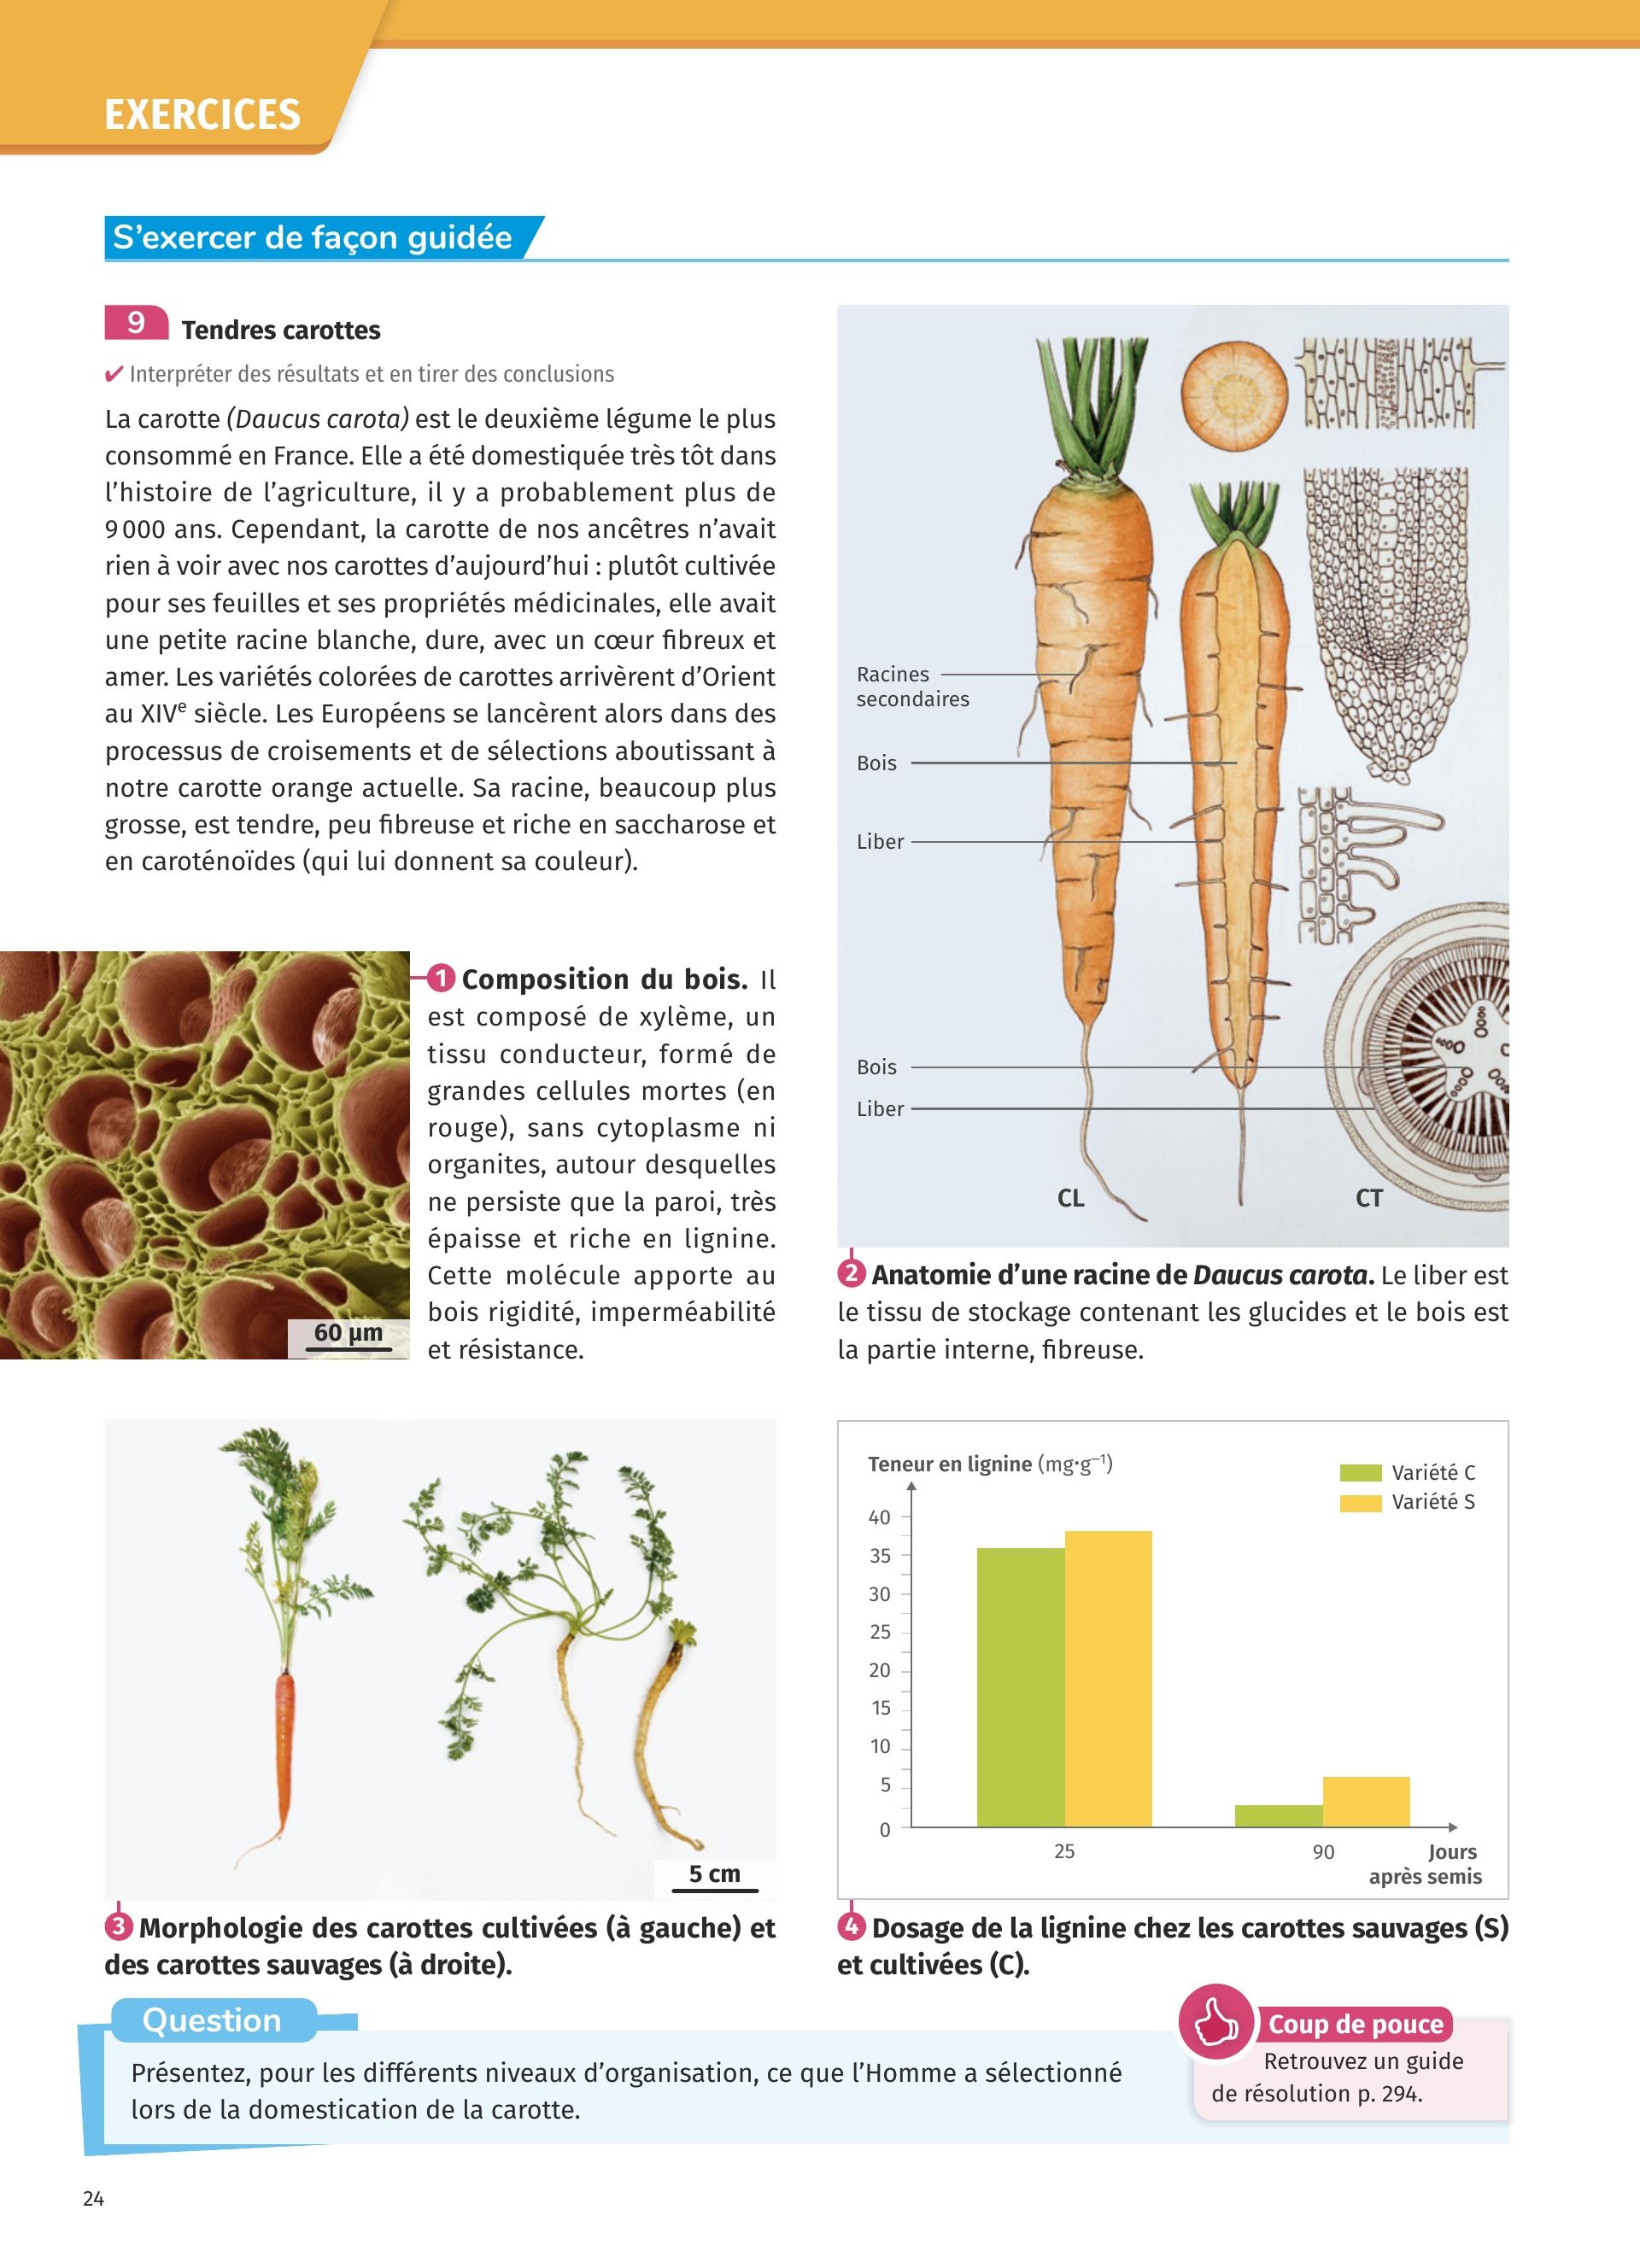 EXERCICES
S'exercer de façon guidée
9 Tendres carottes
✔ Interpréter des résultats et en tirer des conclusions
La carotte (Daucus carota) est le deuxième légume le plus
consommé en France. Elle a été domestiquée très tôt dans
l'histoire de l'agriculture, il y a probablement plus de
9 000 ans. Cependant, la carotte de nos ancêtres n'avait
rien à voir avec nos carottes d'aujourd'hui : plutôt cultivée
pour ses feuilles et ses propriétés médicinales, elle avait
une petite racine blanche, dure, avec un cœur fibreux et
amer. Les variétés colorées de carottes arrivèrent d'Orient
au XIVe siècle. Les Européens se lancèrent alors dans des
processus de croisements et de sélections aboutissant à
notre carotte orange actuelle. Sa racine, beaucoup plus
grosse, est tendre, peu fibreuse et riche en saccharose et
en caroténoïdes (qui lui donnent sa couleur).
60 µm
1 Composition du bois. Il
est composé de xylème, un
tissu conducteur, formé de
grandes cellules mortes (en
rouge), sans cytoplasme ni
organites, autour desquelles
ne persiste que la paroi, très
épaisse et riche en lignine.
Cette molécule apporte au
bois rigidité, imperméabilité
et résistance.
Racines
secondaires
Bois
Liber
Bois
Liber
CL
CT
2 Anatomie d'une racine de Daucus carota. Le liber est
le tissu de stockage contenant les glucides et le bois est
la partie interne, fibreuse.
5 cm
3 Morphologie des carottes cultivées (à gauche) et
des carottes sauvages (à droite).
Teneur en lignine (mg•g–1)
Variété C
Variété S
40
35
30
25
20
15
10
5
0
25
90
Jours
après semis
4 Dosage de la lignine chez les carottes sauvages (S)
et cultivées (C).
Question
Présentez, pour les différents niveaux d'organisation, ce que l'Homme a sélectionné
lors de la domestication de la carotte.
Coup de pouce
Retrouvez un guide
de résolution p. 294.
24